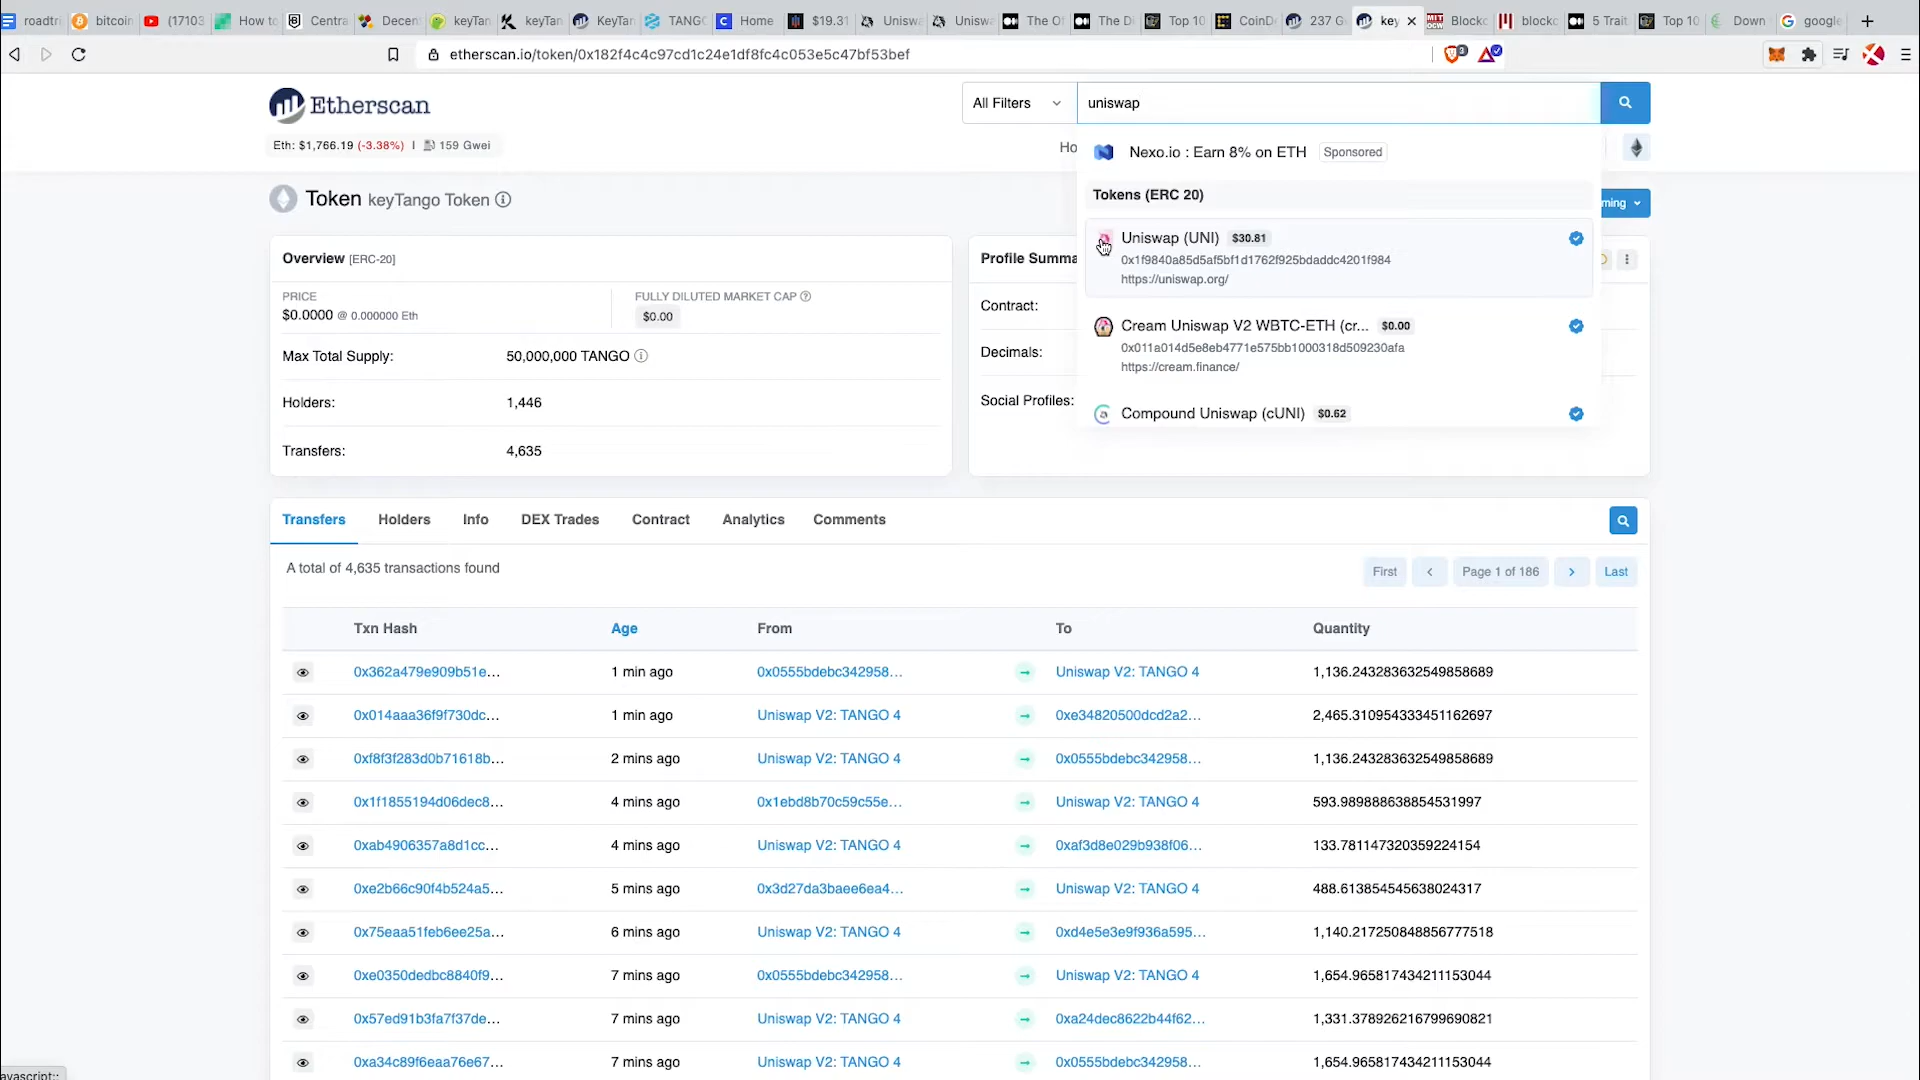 roadtri
bitcoin
(1710:
How to
Centra
Decen
keyTan
keyTan
KeyTan
TANGO
Home
$19.31
Uniswa
Uniswa
The Of
The D
Top 10
CoinDe
237 G
key
Blockc
blockc
5 Trait
Top 10
Down
google
etherscan.io/token/0x182f4c4c97cd1c24e1df8fc4c053e5c47bf53bef
Etherscan
All Filters
uniswap
Eth: $1,766.19 (-3.38%) | 159 Gwei
Ho
Nexo.io : Earn 8% on ETH Sponsored
Tokens (ERC 20)
Token keyTango Token
ming
Uniswap (UNI) $30.81
0x1f9840a85d5af5bf1d1762f925bdaddc4201f984
https://uniswap.org/
Cream Uniswap V2 WBTC-ETH (cr... $0.00
0x011a014d5e8eb4771e575bb1000318d509230afa
https://cream.finance/
Compound Uniswap (cUNI) $0.62
Overview [ERC-20]
PRICE
$0.0000 @ 0.000000 Eth
FULLY DILUTED MARKET CAP
$0.00
Max Total Supply: 50,000,000 TANGO
Holders: 1,446
Transfers: 4,635
Profile Summa
Contract:
Decimals:
Social Profiles:
Transfers Holders Info DEX Trades Contract Analytics Comments
A total of 4,635 transactions found
First < Page 1 of 186 > Last
Txn Hash Age From To Quantity
0x362a479e909b51e... 1 min ago 0x0555bdebc342958... Uniswap V2: TANGO 4 1,136.243283632549858689
0x014aaa36f9f730dc... 1 min ago Uniswap V2: TANGO 4 0xe34820500dcd2a2... 2,465.310954333451162697
0xf8f3f283d0b71618b... 2 mins ago Uniswap V2: TANGO 4 0x0555bdebc342958... 1,136.243283632549858689
0x1f1855194d06dec8... 4 mins ago 0x1ebd8b70c59c55e... Uniswap V2: TANGO 4 593.989888638854531997
0xab4906357a8d1cc... 4 mins ago Uniswap V2: TANGO 4 0xaf3d8e029b938f06... 133.781147320359224154
0xe2b66c90f4b524a5... 5 mins ago 0x3d27da3baee6ea4... Uniswap V2: TANGO 4 488.613854545638024317
0x75eaa51feb6ee25a... 6 mins ago Uniswap V2: TANGO 4 0xd4e5e3e9f936a595... 1,140.217250848856777518
0xe0350dedbc8840f9... 7 mins ago 0x0555bdebc342958... Uniswap V2: TANGO 4 1,654.965817434211153044
0x57ed91b3fa7f37de... 7 mins ago Uniswap V2: TANGO 4 0xa24dec8622b44f62... 1,331.378926216799690821
0xa34c89f6eaa76e67... 7 mins ago Uniswap V2: TANGO 4 0x0555bdebc342958... 1,654.965817434211153044
avascript:;